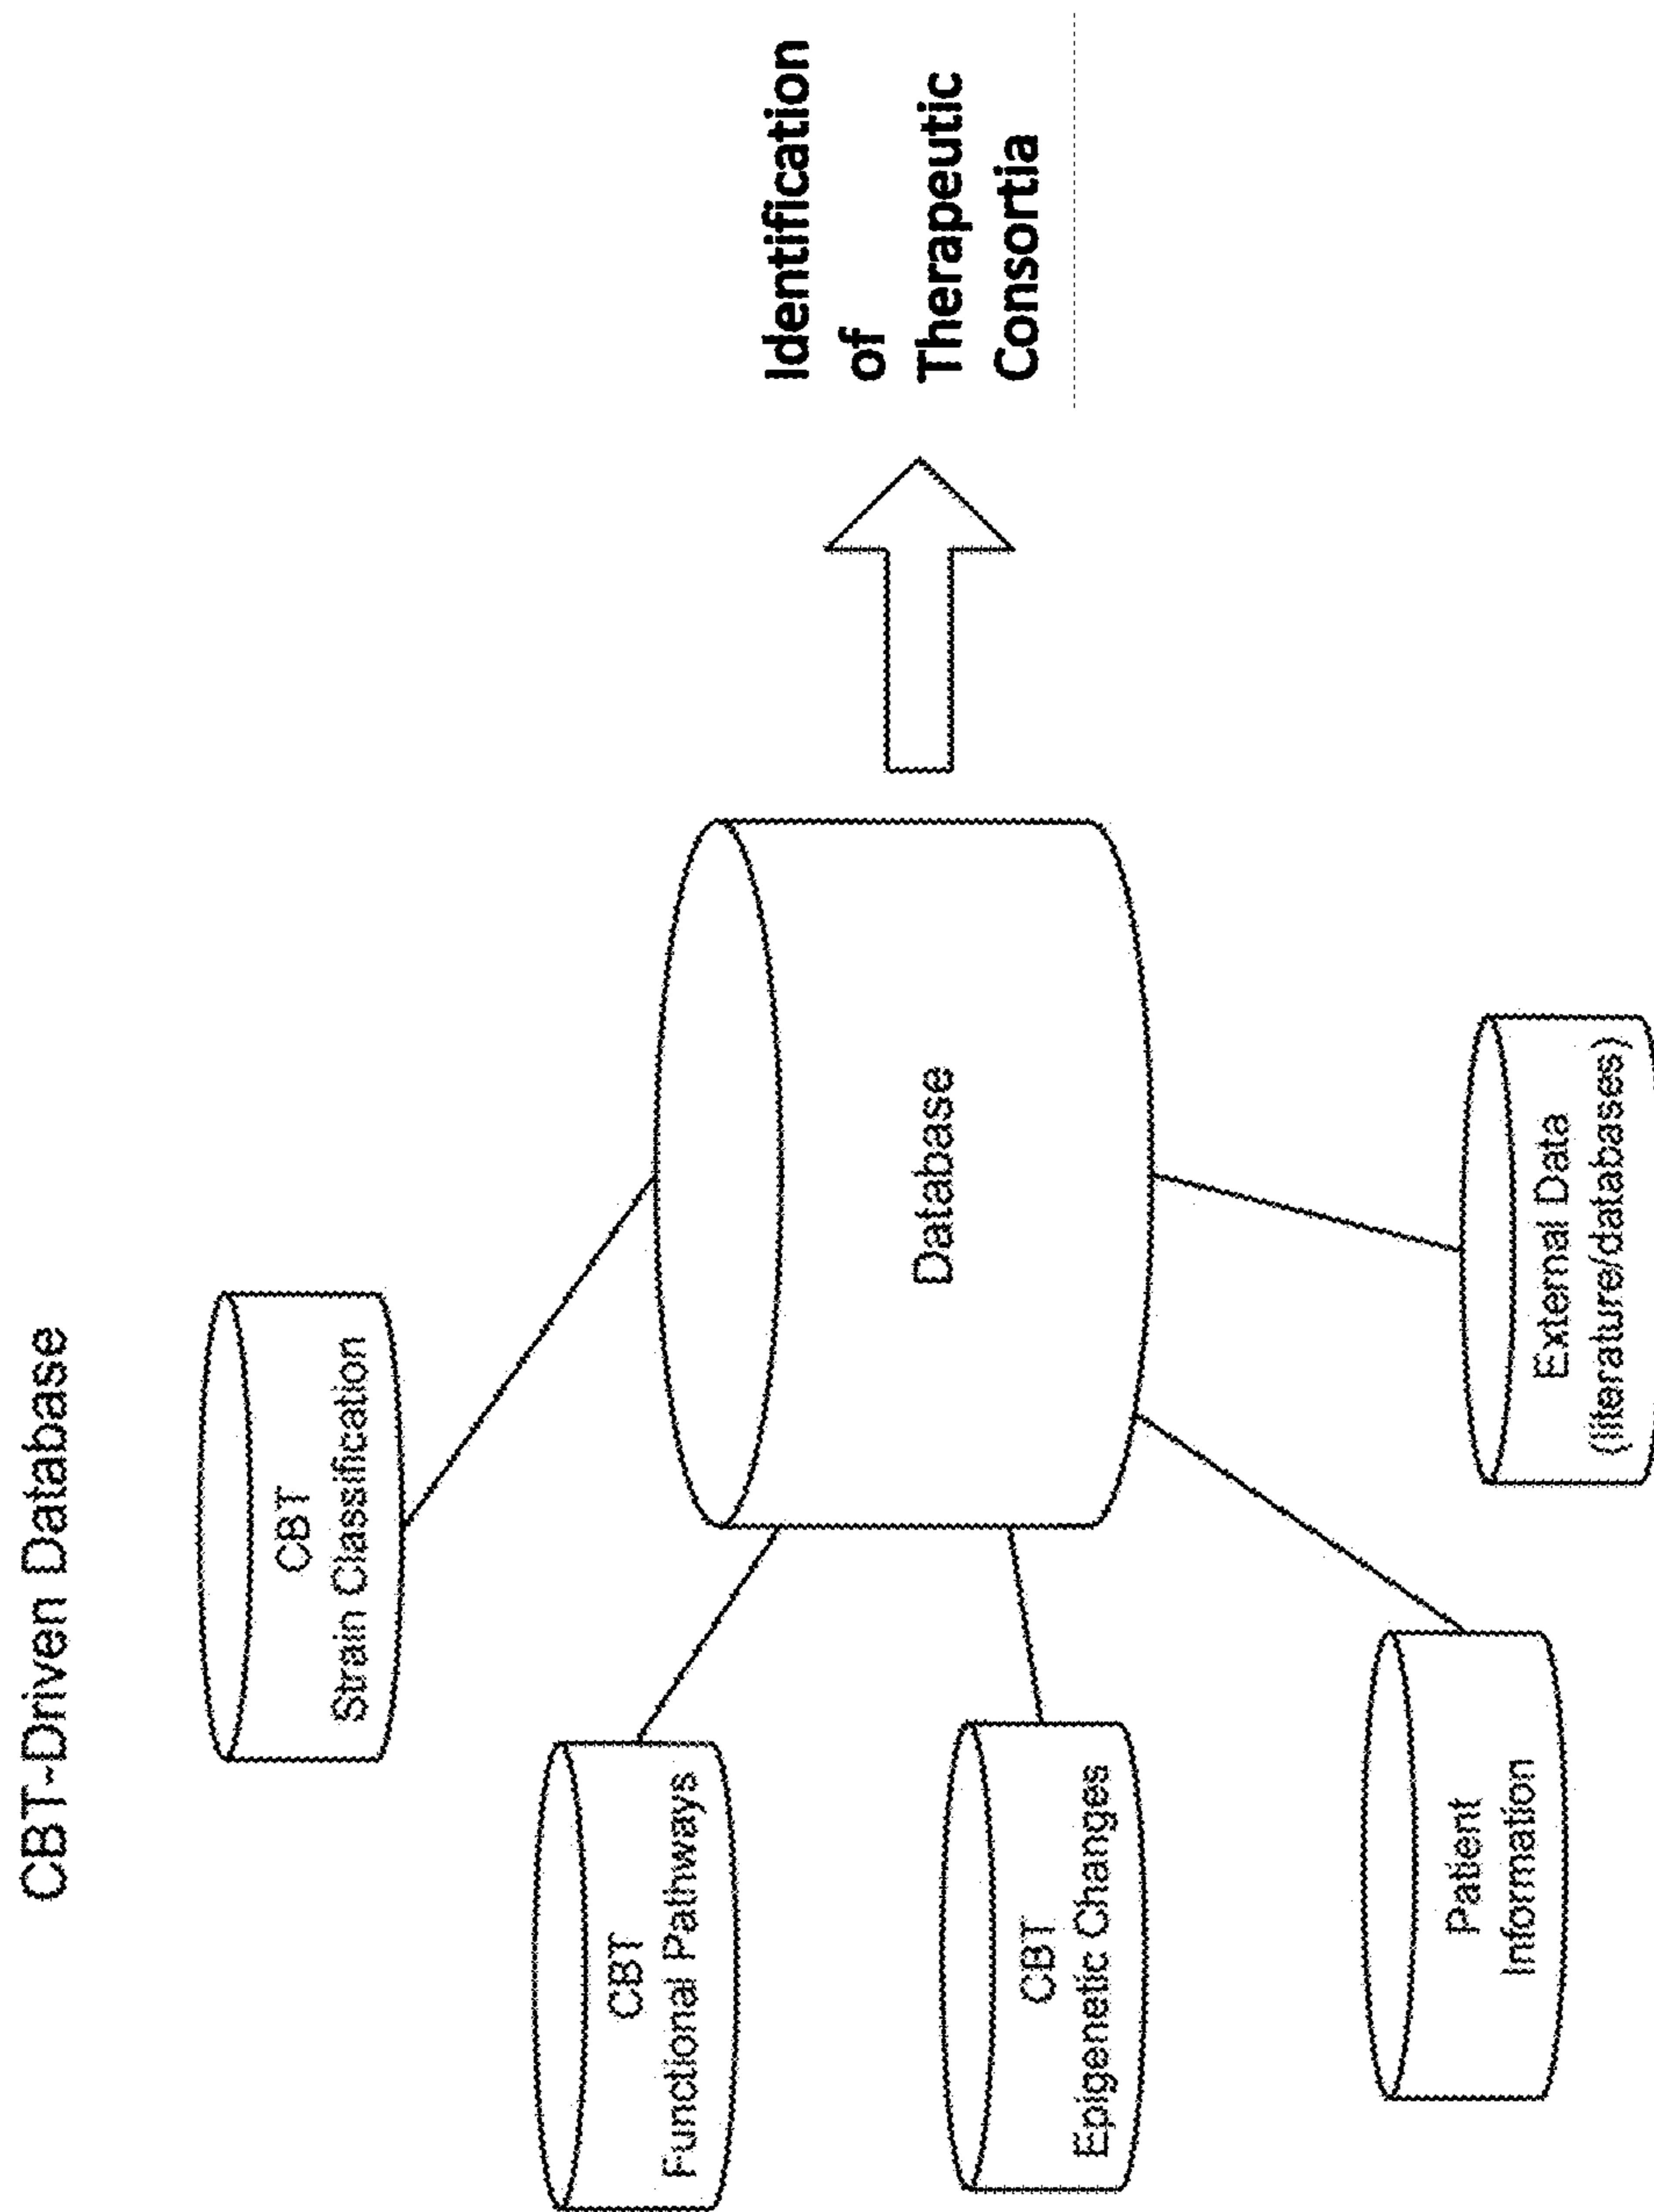 CBT-Driven Database
CBT
Strain Classification
CBT
Functional Pathways
CBT
Epigenetic Changes
Patient
Information
External Data
(literature/databases)
Database
Identification
of
Therapeutic
Consortia